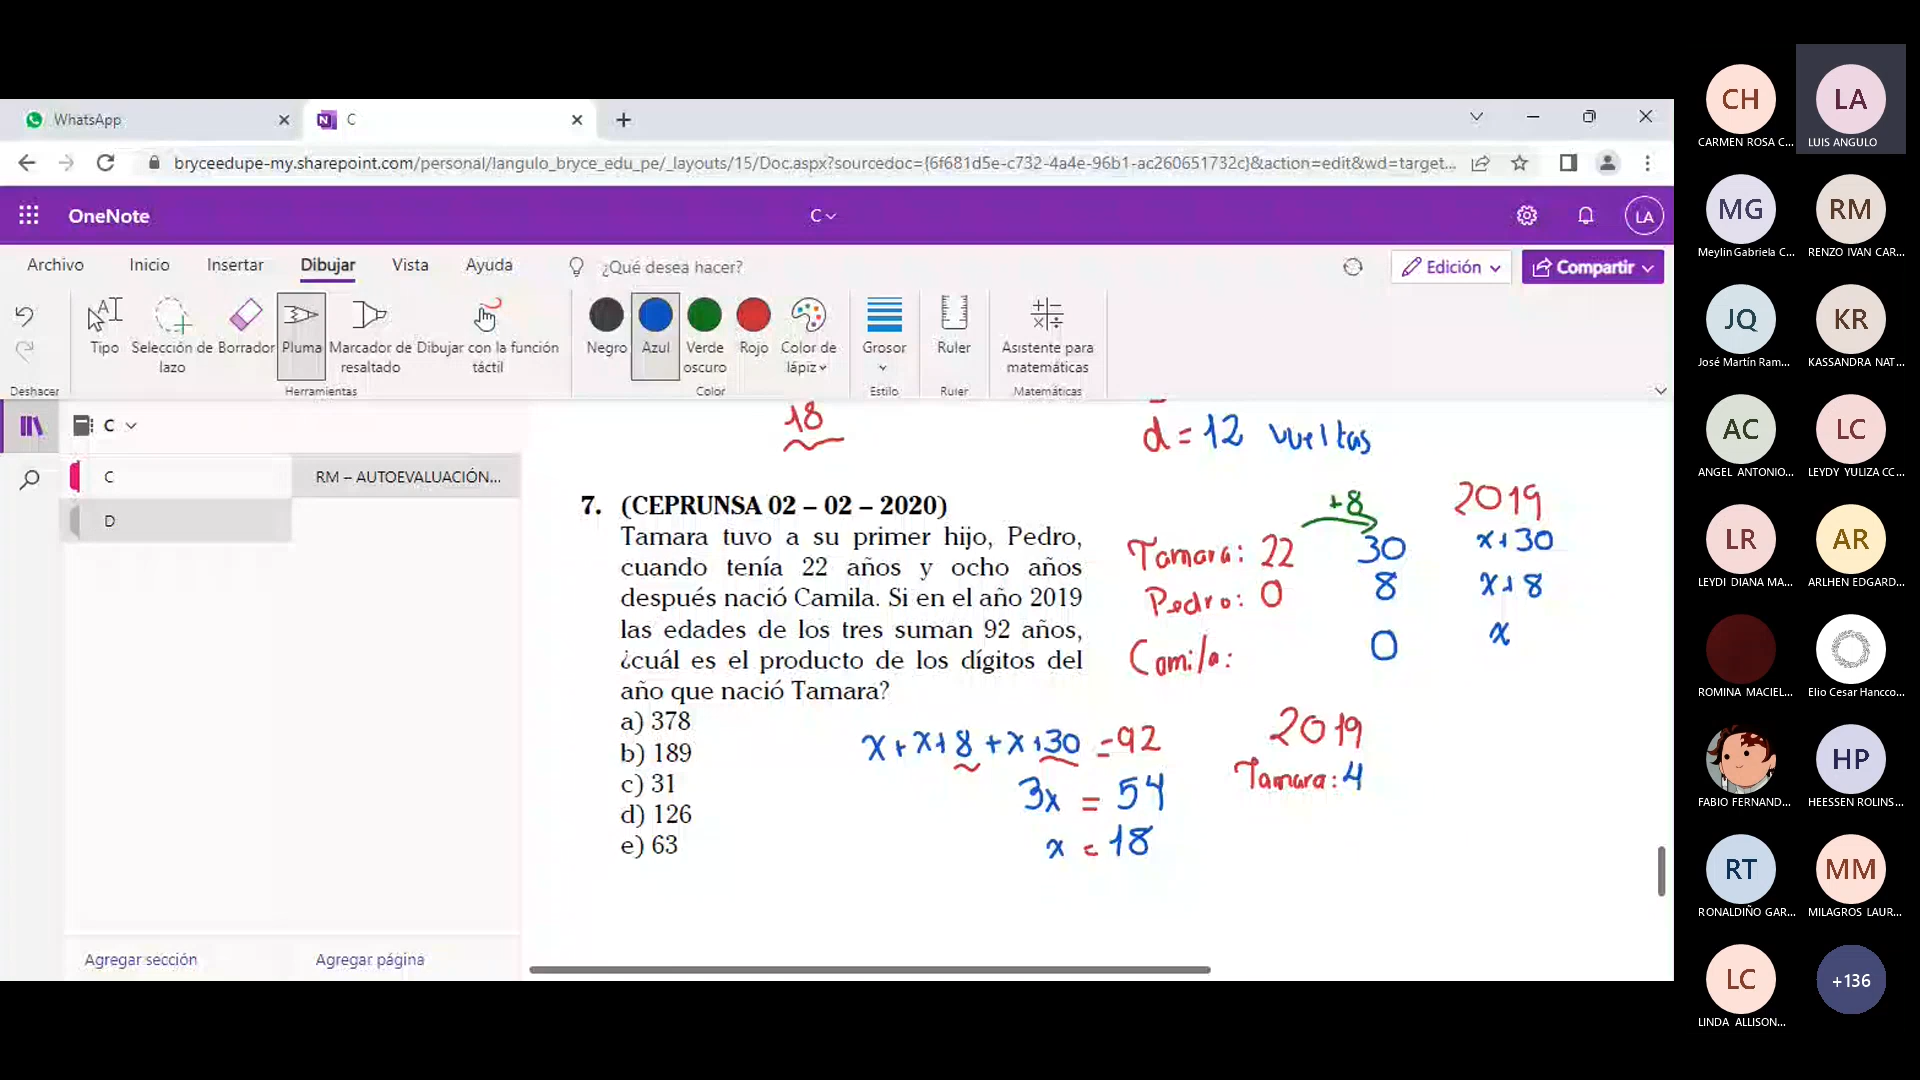 WhatsApp
C
bryceedupe-my.sharepoint.com/personal/langulo_bryce_edu_pe/_layouts/15/Doc.aspx?sourcedoc={6f681d5e-c732-4a4e-96b1-ac260651732c}&action=edit&wd=target...
OneNote
C
LA
Archivo Inicio Insertar Dibujar Vista Ayuda ¿Qué desea hacer? Edición Compartir
Tipo Selección de lazo Borrador Pluma Marcador de resaltado Dibujar con la función táctil Negro Azul Verde oscuro Rojo Color de lápiz Grosor Ruler Asistente para matemáticas
Deshacer Herramientas Color Estilo Ruler Matemáticas
C
C
D
RM – AUTOEVALUACIÓN...
Agregar sección
Agregar página
18
d = 12 vueltas
7. (CEPRUNSA 02 – 02 – 2020)
Tamara tuvo a su primer hijo, Pedro,
cuando tenía 22 años y ocho años
después nació Camila. Si en el año 2019
las edades de los tres suman 92 años,
¿cuál es el producto de los dígitos del
año que nació Tamara?
a) 378
b) 189
c) 31
d) 126
e) 63
+8
2019
Tamara: 22 30 x+30
Pedro: 0 8 x+8
Camila: 0 x
x+x+8+x+30 = 92
3x = 54
x = 18
2019
Tamara: 4
CH
CARMEN ROSA C...
LA
LUIS ANGULO
MG
Meylin Gabriela C...
RM
RENZO IVAN CAR...
JQ
José Martín Ram...
KR
KASSANDRA NAT...
AC
ANGEL ANTONIO...
LC
LEYDY YULIZA CC...
LR
LEYDI DIANA MA...
AR
ARLHEN EDGARD...
ROMINA MACIEL...
Elio Cesar Hancco...
FABIO FERNAND...
HP
HEESSEN ROLINS...
RT
RONALDIÑO GAR...
MM
MILAGROS LAUR...
LC
LINDA ALLISON...
+136